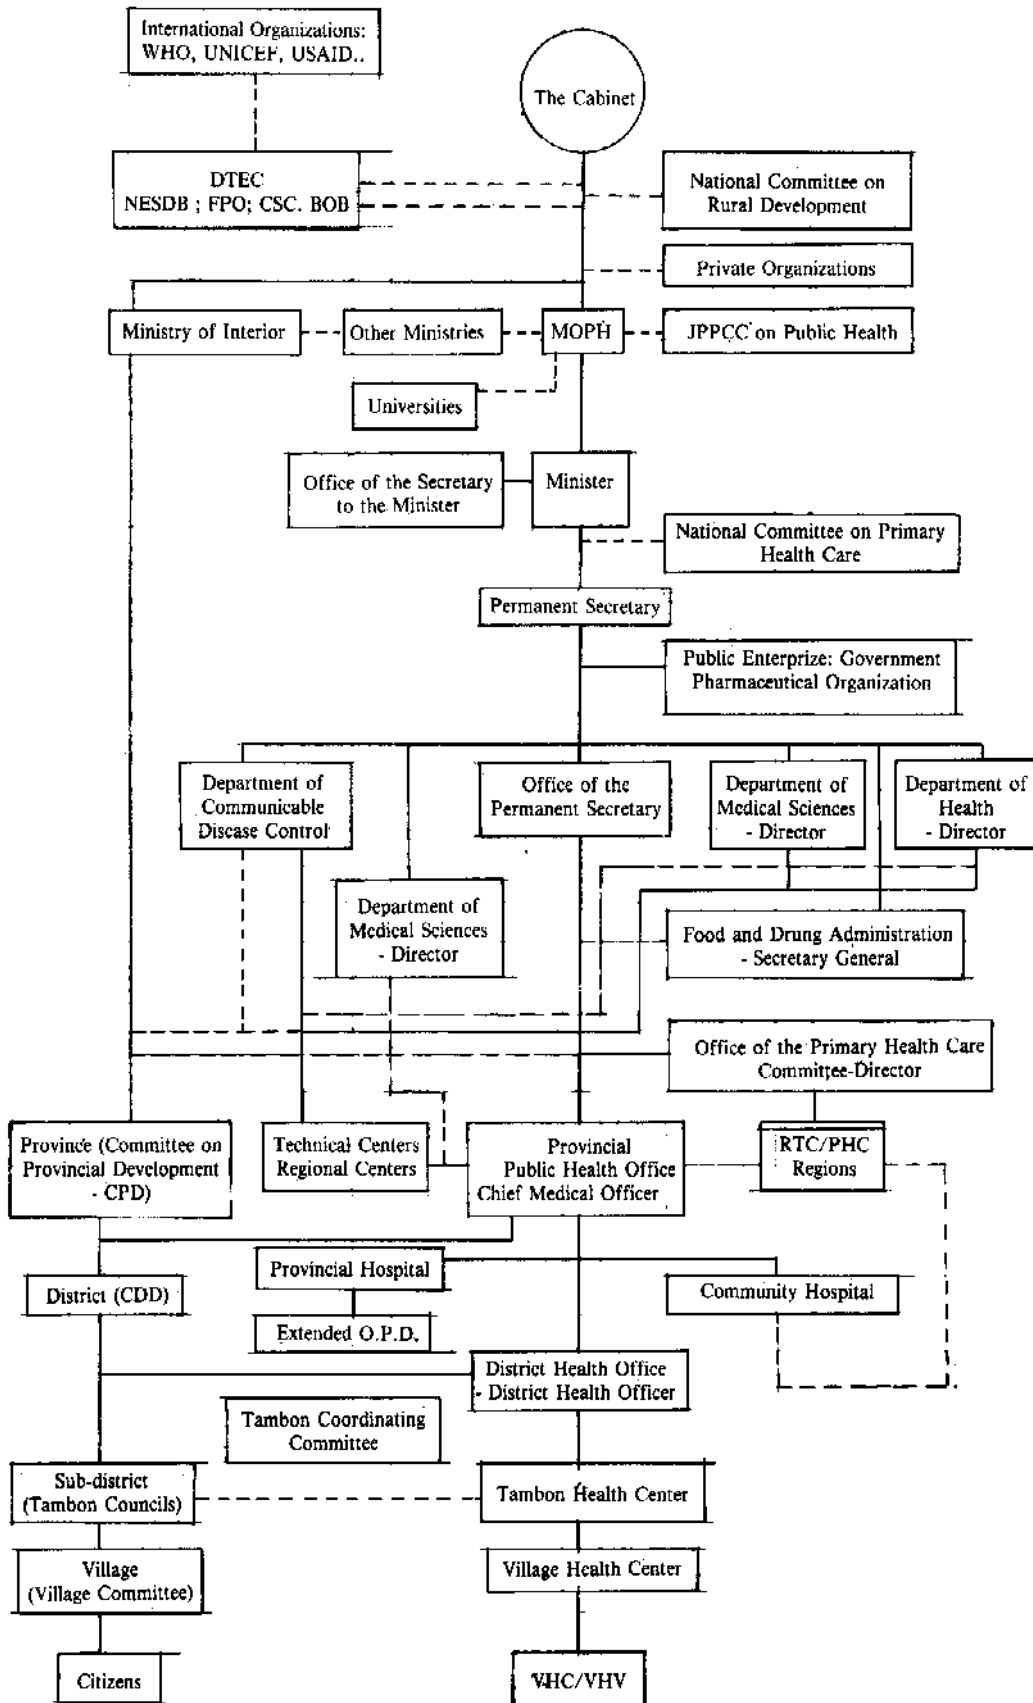 International Organizations:
WHO, UNICEF, USAID..
The Cabinet
DTEC
NESDB ; FPO; CSC. BOB
National Committee on
Rural Development
Private Organizations
Ministry of Interior
Other Ministries
MOPH
JPPCC on Public Health
Universities
Office of the Secretary
to the Minister
Minister
National Committee on Primary
Health Care
Permanent Secretary
Public Enterprize: Government
Pharmaceutical Organization
Department of
Communicable
Disease Control
Office of the
Permanent Secretary
Department of
Medical Sciences
- Director
Department of
Health
- Director
Department of
Medical Sciences
- Director
Food and Drung Administration
- Secretary General
Office of the Primary Health Care
Committee-Director
Province (Committee on
Provincial Development
- CPD)
Technical Centers
Regional Centers
Provincial
Public Health Office
Chief Medical Officer
RTC/PHC
Regions
Provincial Hospital
District (CDD)
Community Hospital
Extended O.P.D.
District Health Office
- District Health Officer
Tambon Coordinating
Committee
Sub-district
(Tambon Councils)
Tambon Health Center
Village
(Village Committee)
Village Health Center
Citizens
VHC/VHV